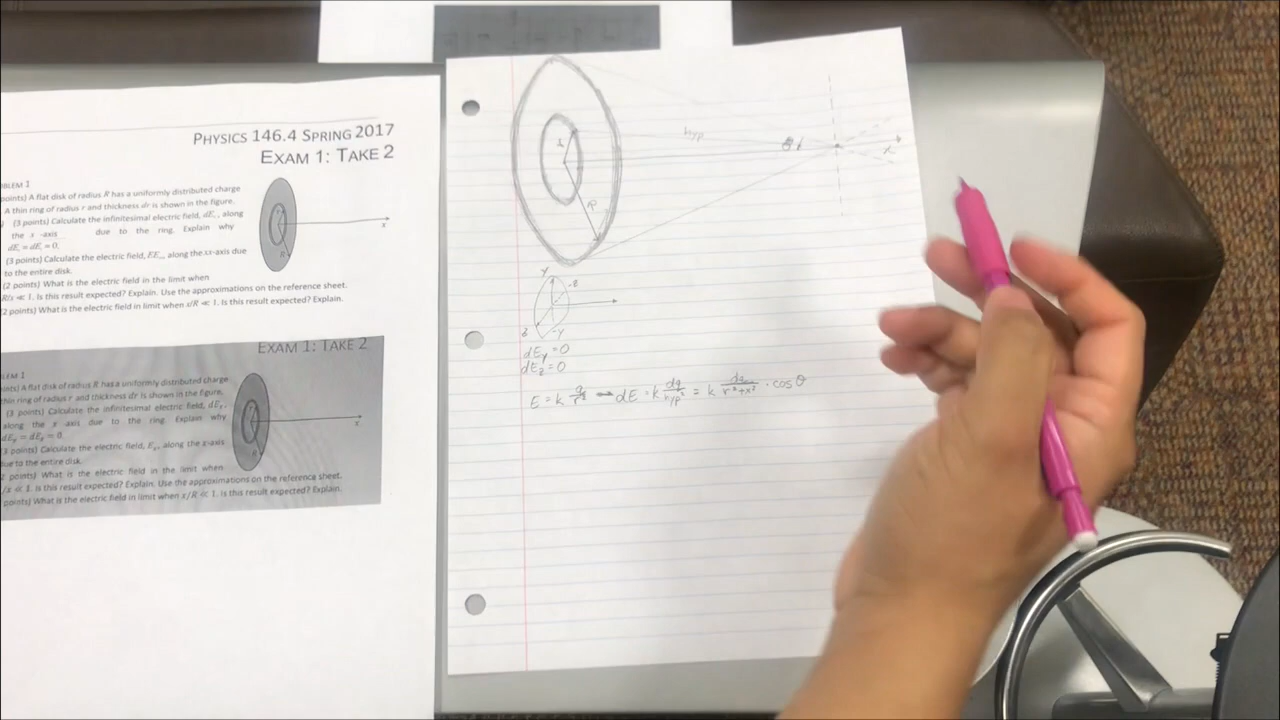 PHYSICS 146.4 SPRING 2017
EXAM 1: TAKE 2
BLEM 1
points) A flat disk of radius R has a uniformly distributed charge
A thin ring of radius r and thickness dr is shown in the figure.
(3 points) Calculate the infinitesimal electric field, dE , along
the x -axis due to the ring. Explain why
dE = dE = 0.
(3 points) Calculate the electric field, EE , along the xx-axis due
to the entire disk.
(2 points) What is the electric field in the limit when
R/x ≪ 1. Is this result expected? Explain. Use the approximations on the reference sheet.
(2 points) What is the electric field in limit when x/R ≪ 1. Is this result expected? Explain.
R
x
EXAM 1: TAKE 2
LEM 1
ints) A flat disk of radius R has a uniformly distributed charge
thin ring of radius r and thickness dr is shown in the figure.
(3 points) Calculate the infinitesimal electric field, dEx,
along the x axis due to the ring. Explain why
dEy = dEz = 0.
3 points) Calculate the electric field, Ex, along the x-axis
due to the entire disk.
2 points) What is the electric field in the limit when
/x ≪ 1. Is this result expected? Explain. Use the approximations on the reference sheet.
points) What is the electric field in limit when x/R ≪ 1. Is this result expected? Explain.
R
x
hyp
θ
x
r
R
y
-z
z
-y
dEy = 0
dEz = 0
E = k q/r² → dE = k dq/hyp² = k dq/r²+x² · cosθ